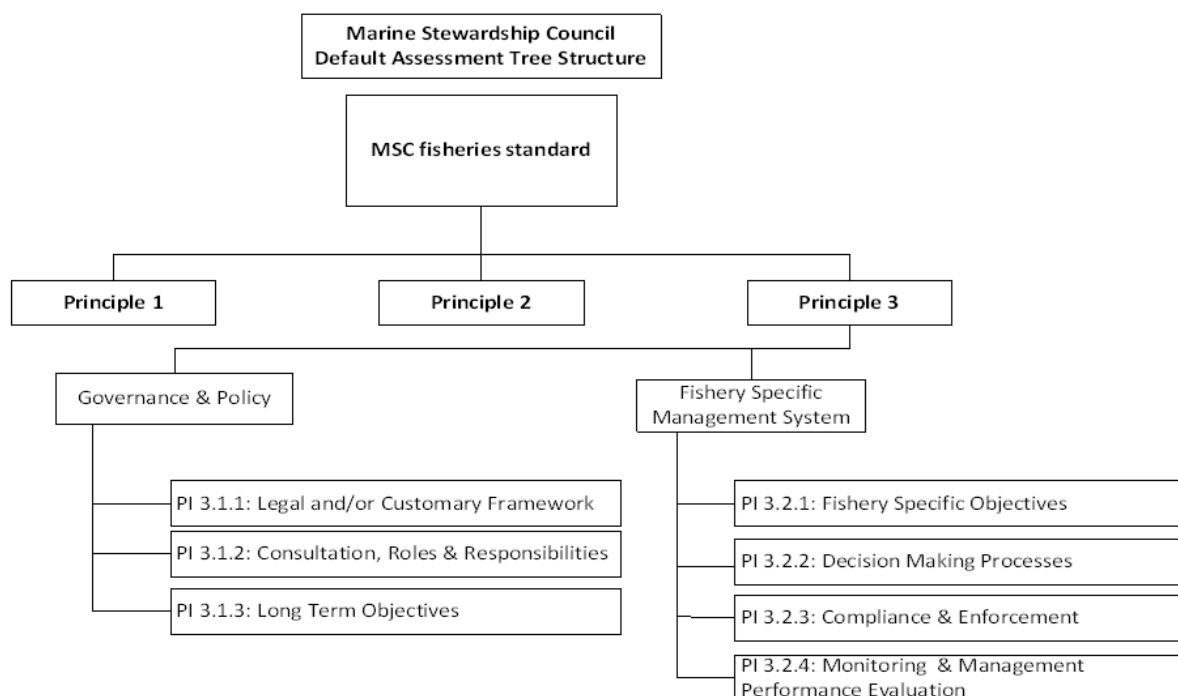 Marine Stewardship Council
Default Assessment Tree Structure
MSC fisheries standard
Principle 1
Principle 2
Principle 3
Governance & Policy
Fishery Specific
Management System
PI 3.1.1: Legal and/or Customary Framework
PI 3.1.2: Consultation, Roles & Responsibilities
PI 3.1.3: Long Term Objectives
PI 3.2.1: Fishery Specific Objectives
PI 3.2.2: Decision Making Processes
PI 3.2.3: Compliance & Enforcement
PI 3.2.4: Monitoring & Management
Performance Evaluation